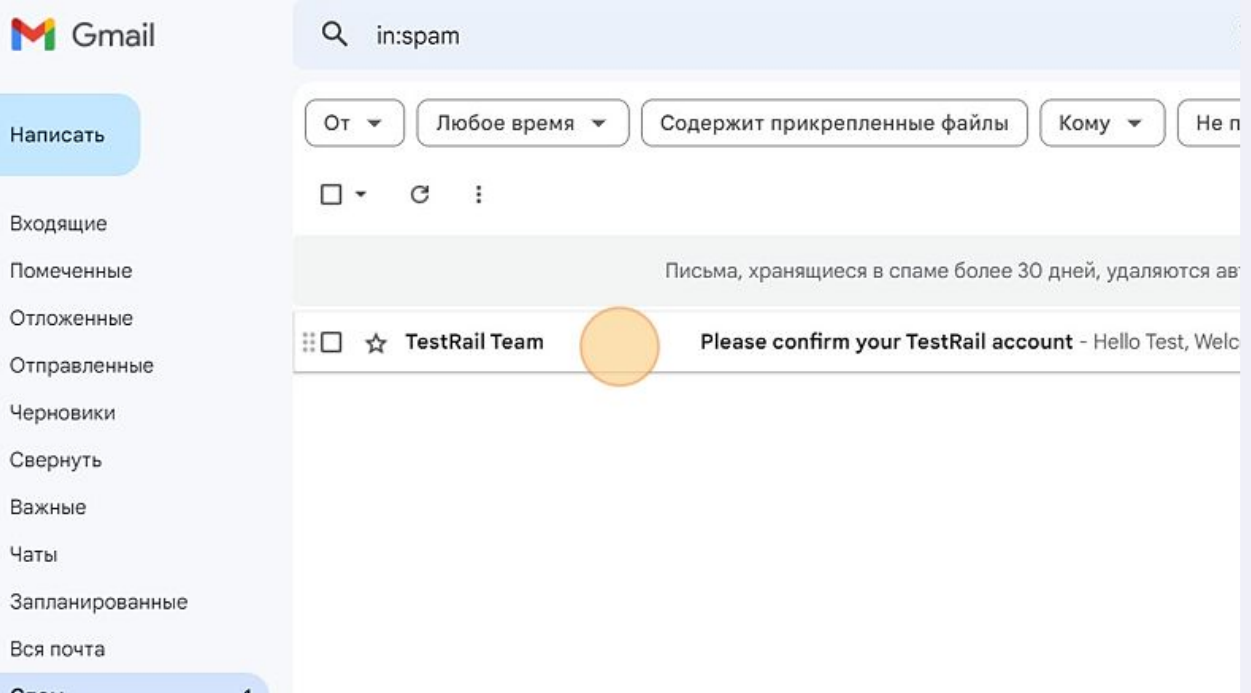 Gmail
in:spam
Написать
От
Любое время
Содержит прикрепленные файлы
Кому
Не
Входящие
Помеченные
Отложенные
Отправленные
Черновики
Свернуть
Важные
Чаты
Запланированные
Вся почта
Письма, хранящиеся в спаме более 30 дней, удаляются
TestRail Team Please confirm your TestRail account - Hello Test,